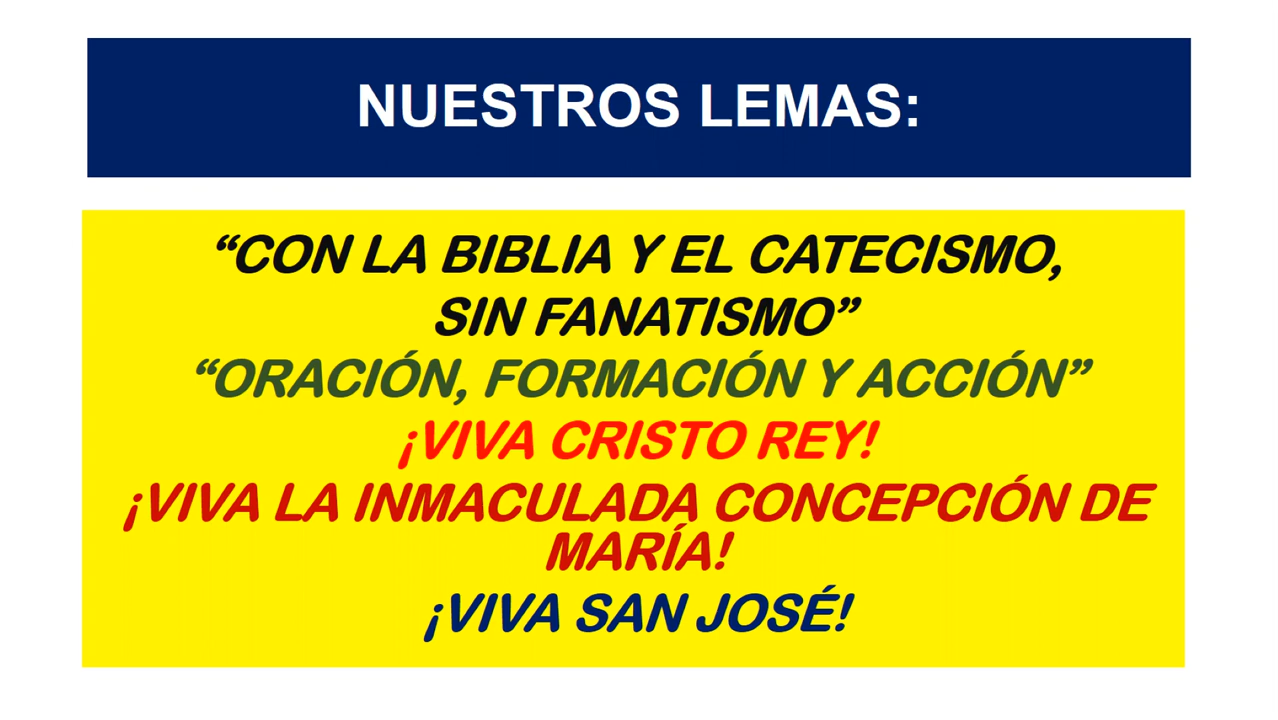 NUESTROS LEMAS:
“CON LA BIBLIA Y EL CATECISMO,
SIN FANATISMO”
“ORACIÓN, FORMACIÓN Y ACCIÓN”
¡VIVA CRISTO REY!
¡VIVA LA INMACULADA CONCEPCIÓN DE
MARÍA!
¡VIVA SAN JOSÉ!